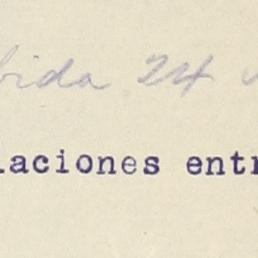 bida 24
laciones entr